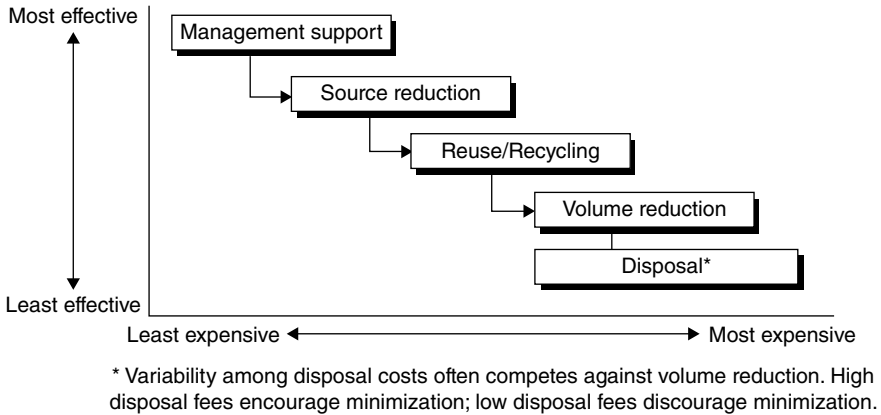 Most effective
Management support
Source reduction
Reuse/Recycling
Volume reduction
Disposal*
Least effective
Least expensive
Most expensive
* Variability among disposal costs often competes against volume reduction. High
disposal fees encourage minimization; low disposal fees discourage minimization.